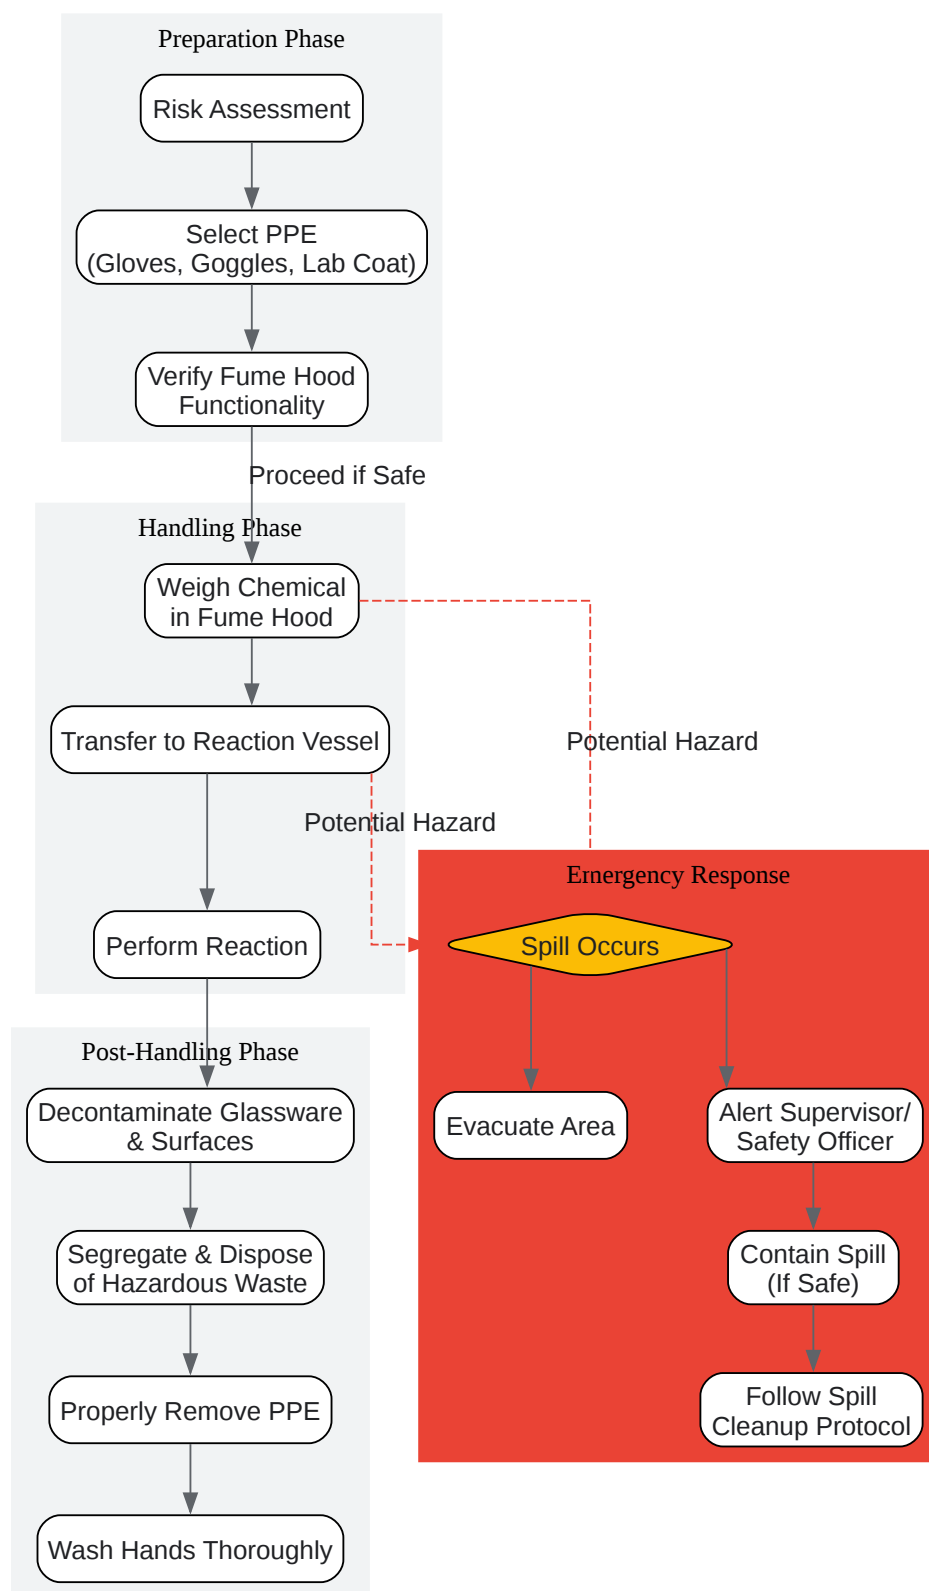 Preparation Phase
Risk Assessment
Select PPE
(Gloves, Goggles, Lab Coat)
Verify Fume Hood
Functionality
Proceed if Safe
Handling Phase
Weigh Chemical
in Fume Hood
Transfer to Reaction Vessel
Potential Hazard
Potential Hazard
Perform Reaction
Emergency Response
Spill Occurs
Evacuate Area
Alert Supervisor/
Safety Officer
Contain Spill
(If Safe)
Follow Spill
Cleanup Protocol
Post-Handling Phase
Decontaminate Glassware
& Surfaces
Segregate & Dispose
of Hazardous Waste
Properly Remove PPE
Wash Hands Thoroughly